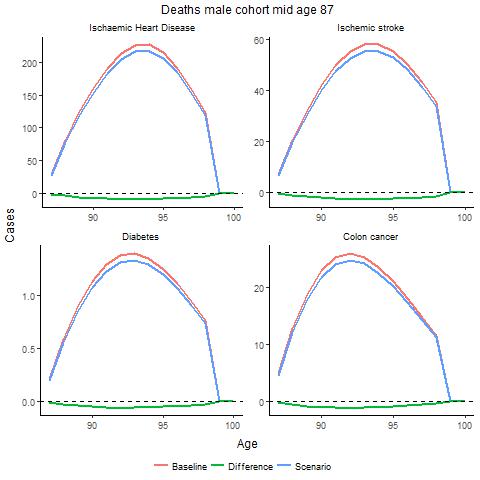 Deaths male cohort mid age 87
Ischaemic Heart Disease
Ischemic stroke
200
150
100
50
0
90
95
100
60
40
20
0
90
95
100
Cases
Diabetes
Colon cancer
1.0
0.5
0.0
90
95
100
20
10
0
90
95
100
Age
Baseline
Difference
Scenario